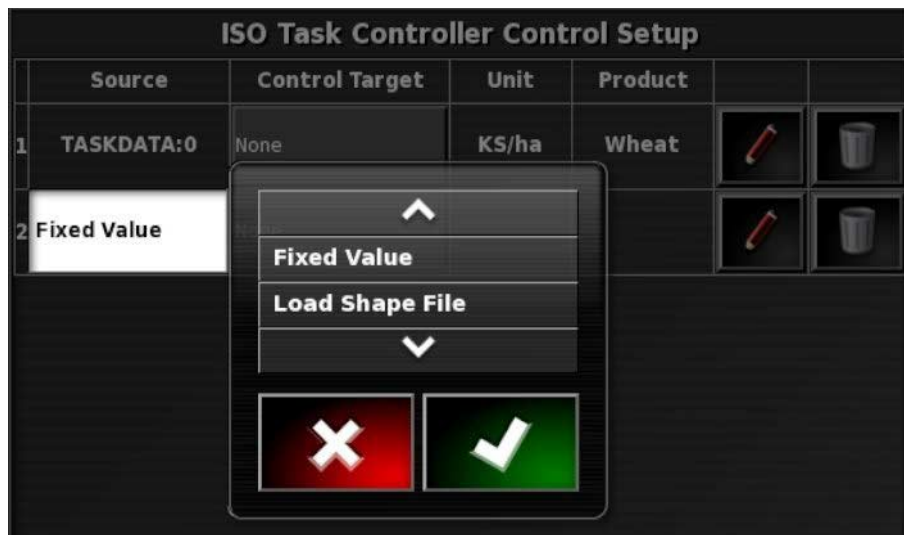 ISO Task Controller Control Setup
Source Control Target Unit Product
1 TASKDATA:0 None KS/ha Wheat
2 Fixed Value
Fixed Value
Load Shape File